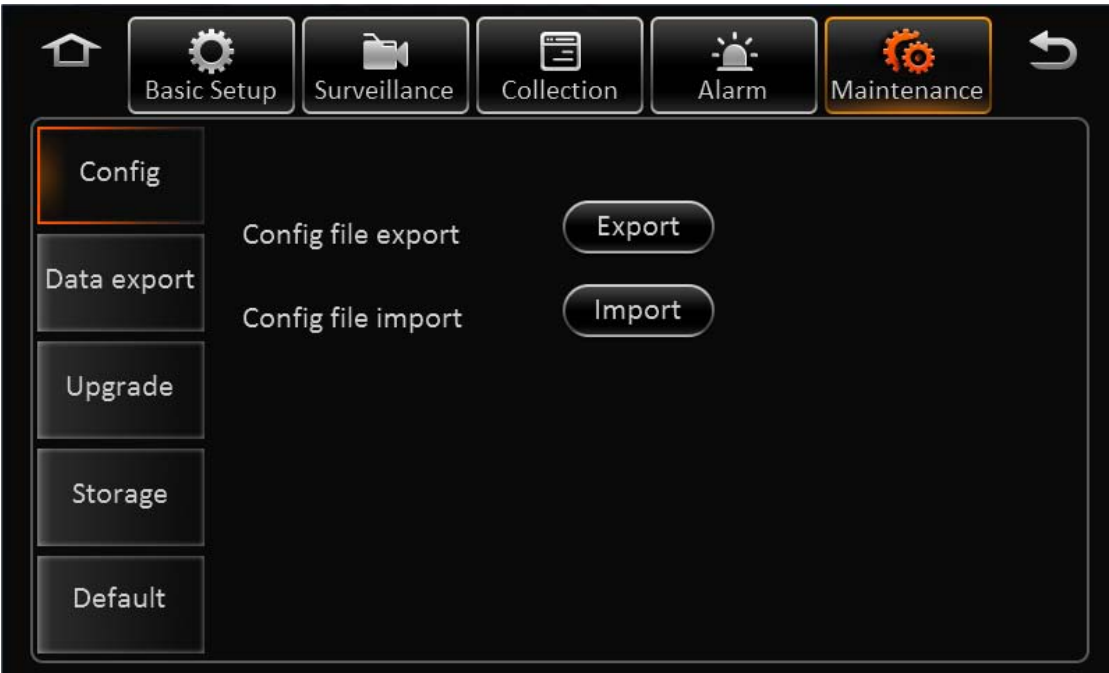 Basic Setup
Surveillance
Collection
Alarm
Maintenance
Config
Data export
Upgrade
Storage
Default
Config file export
Export
Config file import
Import